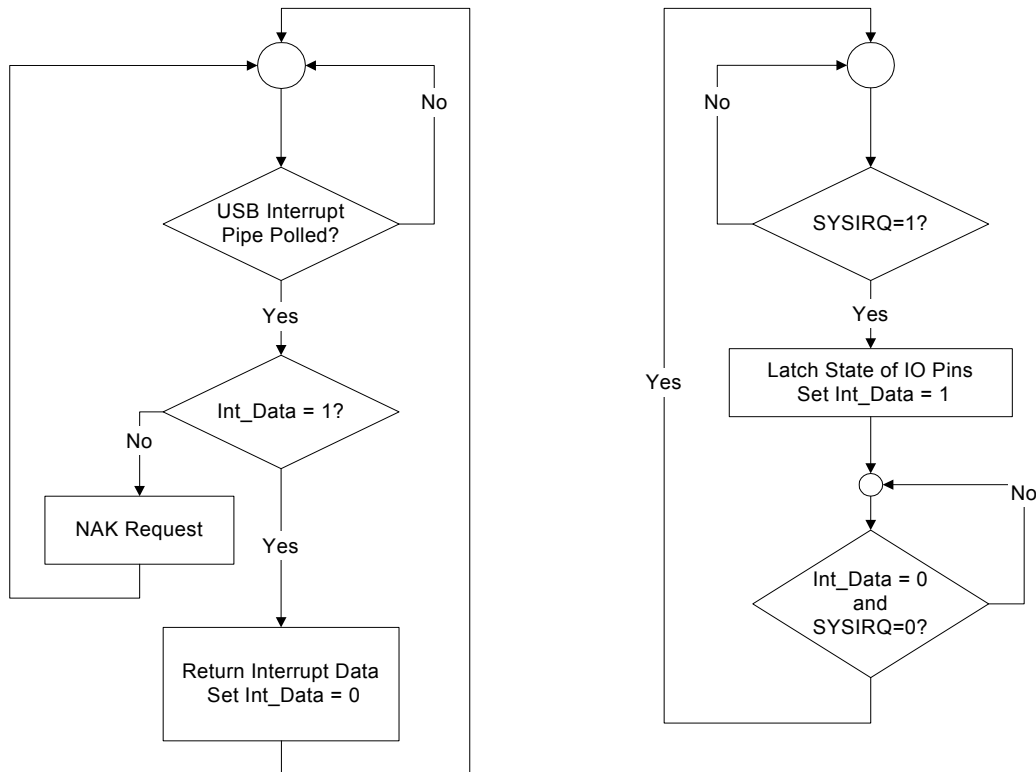 No
USB Interrupt
Pipe Polled?
Yes
Int_Data = 1?
No
NAK Request
Yes
Return Interrupt Data
Set Int_Data = 0
No
SYSIRQ=1?
Yes
Latch State of IO Pins
Set Int_Data = 1
Yes
No
Int_Data = 0
and
SYSIRQ=0?